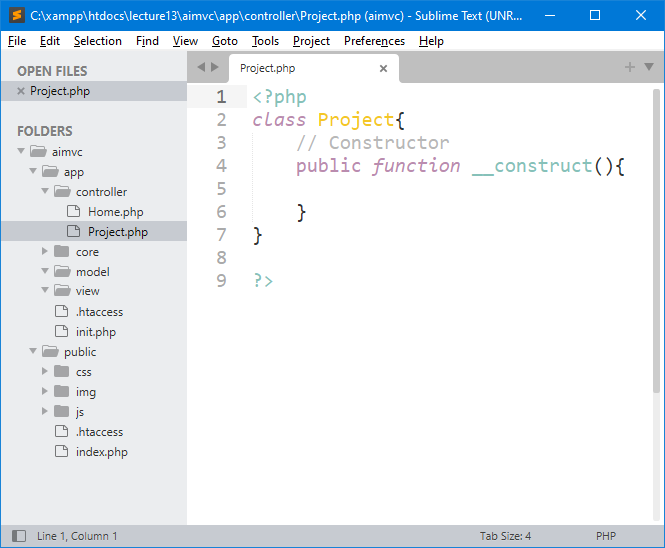 C:\xampp\htdocs\lecture13\aimvc\app\controller\Project.php (aimvc) - Sublime Text (UNR...
File Edit Selection Find View Goto Tools Project Preferences Help
OPEN FILES
Project.php
FOLDERS
aimvc
app
controller
Home.php
Project.php
core
model
view
.htaccess
init.php
public
css
img
js
.htaccess
index.php
Project.php
1 <?php
2 class Project{
3 // Constructor
4 public function __construct(){
5
6 }
7 }
8
9 ?>
Line 1, Column 1 Tab Size: 4 PHP